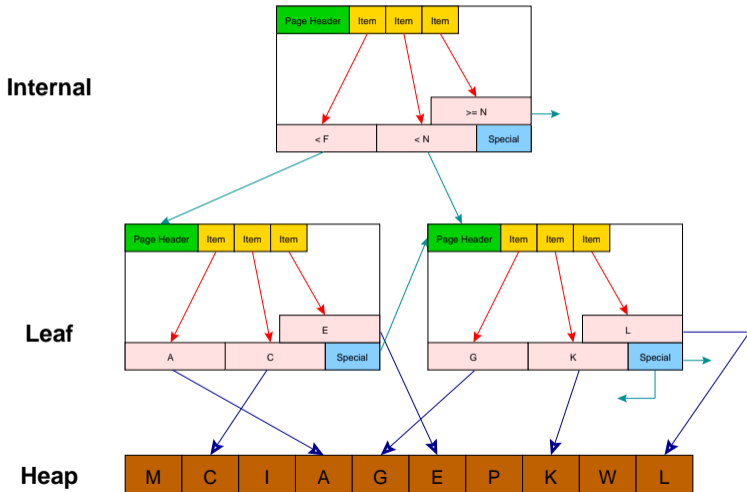 Page Header Item Item Item
Internal
>= N
< F < N Special
Page Header Item Item Item Page Header Item Item Item
Leaf
E L
A C Special G K Special
Heap M C I A G E P K W L